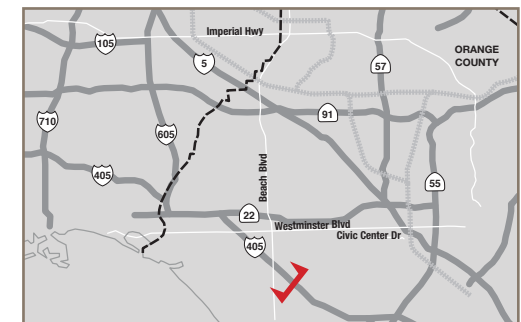 Imperial Hwy
105
ORANGE
COUNTY
5
57
710
91
605
405
Beach Blvd
55
22
Westminster Blvd
Civic Center Dr
405